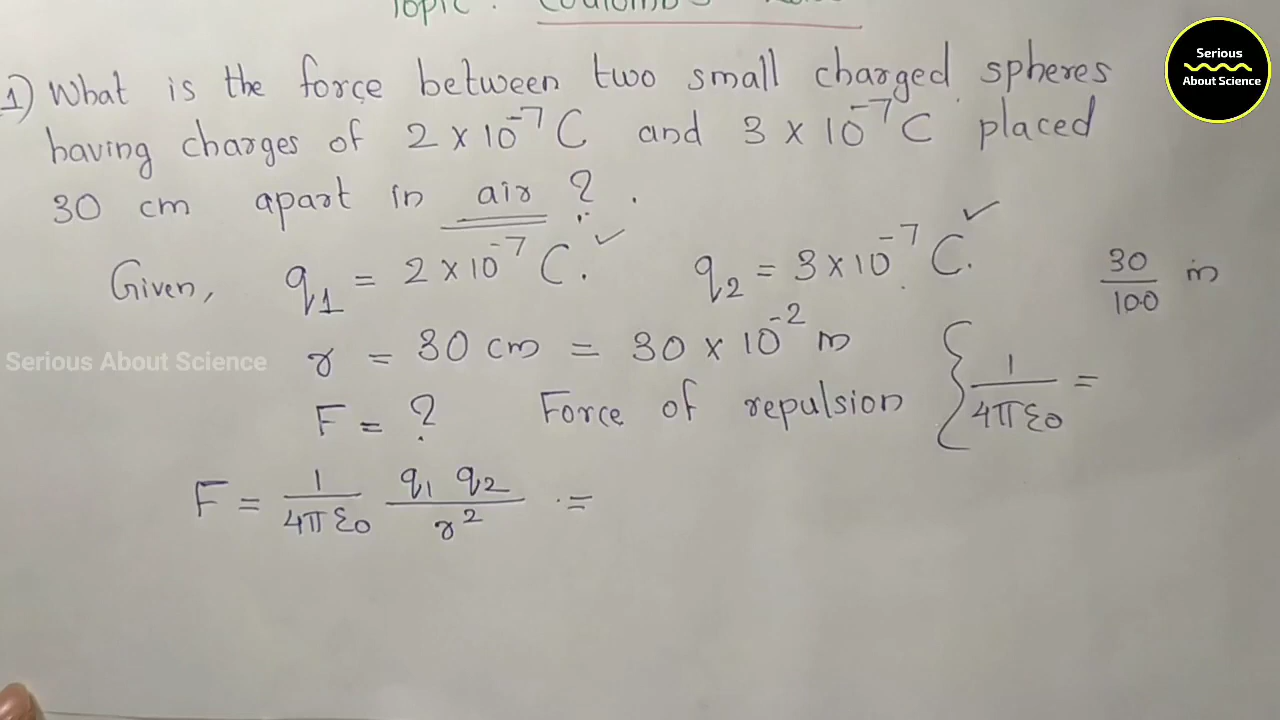 Topic :
1) What is the force between two small charged spheres
having charges of 2 × 10⁻⁷ C and 3 × 10⁻⁷ C placed
30 cm apart in air ? .
Given, q₁ = 2 × 10⁻⁷ C. ✓ q₂ = 3 × 10⁻⁷ C. ✓
30/100 m
r = 30 cm = 30 × 10⁻² m
F = ? Force of repulsion { 1/4πε₀ =
F = 1/4πε₀ q₁ q₂/r² =
Serious
About Science
Serious About Science